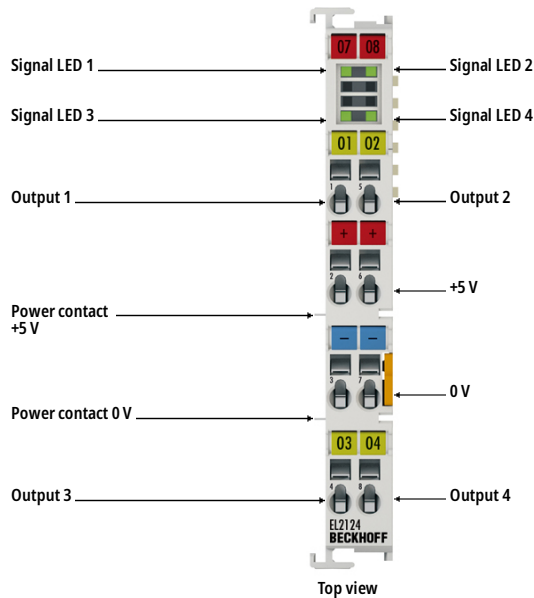 07 08
Signal LED 1
Signal LED 2
Signal LED 3
Signal LED 4
01 02
1 5
Output 1
Output 2
+ +
2 6
+5 V
Power contact
+5 V
− −
3 7
0 V
Power contact 0 V
03 04
4 8
Output 3
Output 4
EL2124
BECKHOFF
Top view